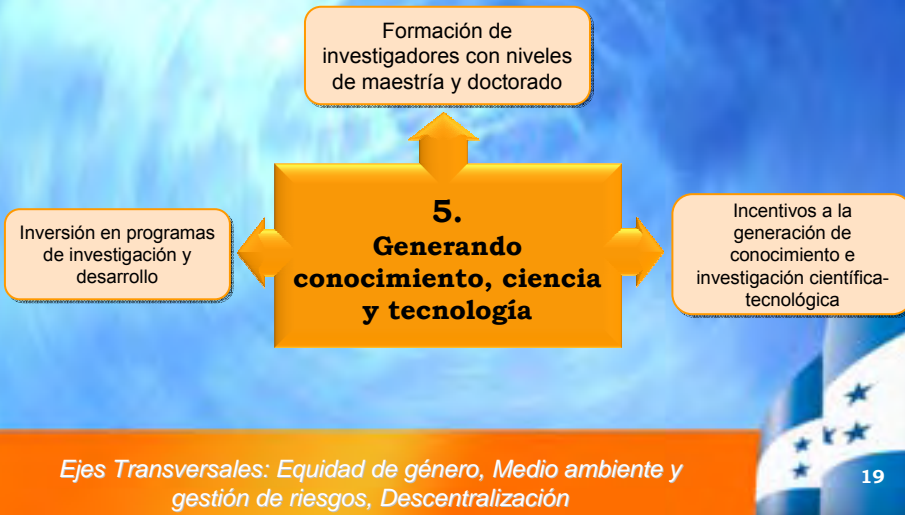 Formación de
investigadores con niveles
de maestría y doctorado
5.
Generando
conocimiento, ciencia
y tecnología
Inversión en programas
de investigación y
desarrollo
Incentivos a la
generación de
conocimiento e
investigación científica-
tecnológica
Ejes Transversales: Equidad de género, Medio ambiente y
gestión de riesgos, Descentralización
19